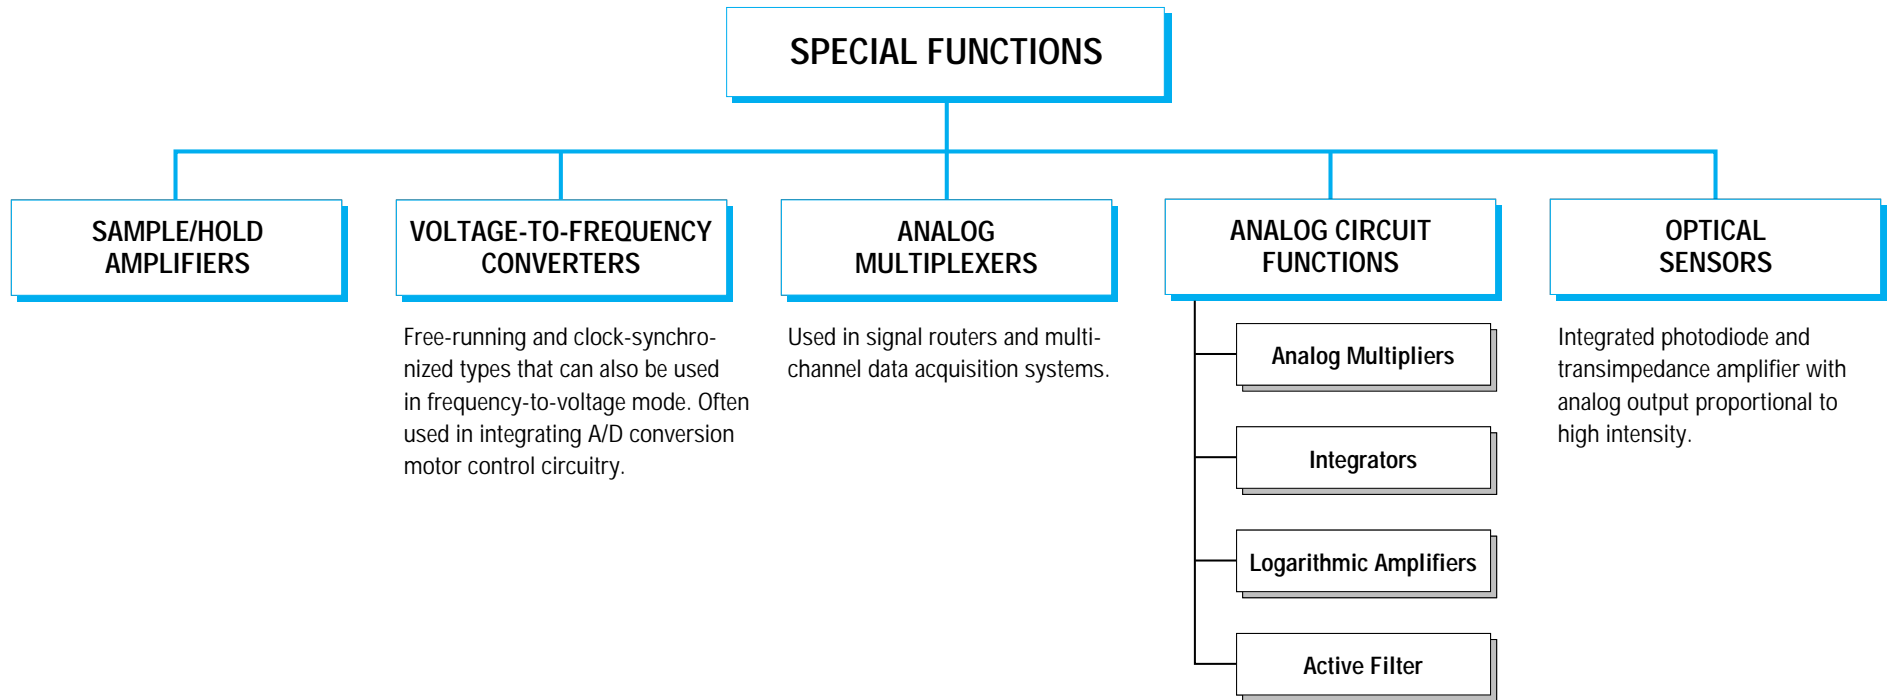 SPECIAL FUNCTIONS
SAMPLE/HOLD
AMPLIFIERS
VOLTAGE-TO-FREQUENCY
CONVERTERS
Free-running and clock-synchro-
nized types that can also be used
in frequency-to-voltage mode. Often
used in integrating A/D conversion
motor control circuitry.
ANALOG
MULTIPLEXERS
Used in signal routers and multi-
channel data acquisition systems.
ANALOG CIRCUIT
FUNCTIONS
Analog Multipliers
Integrators
Logarithmic Amplifiers
Active Filter
OPTICAL
SENSORS
Integrated photodiode and
transimpedance amplifier with
analog output proportional to
high intensity.